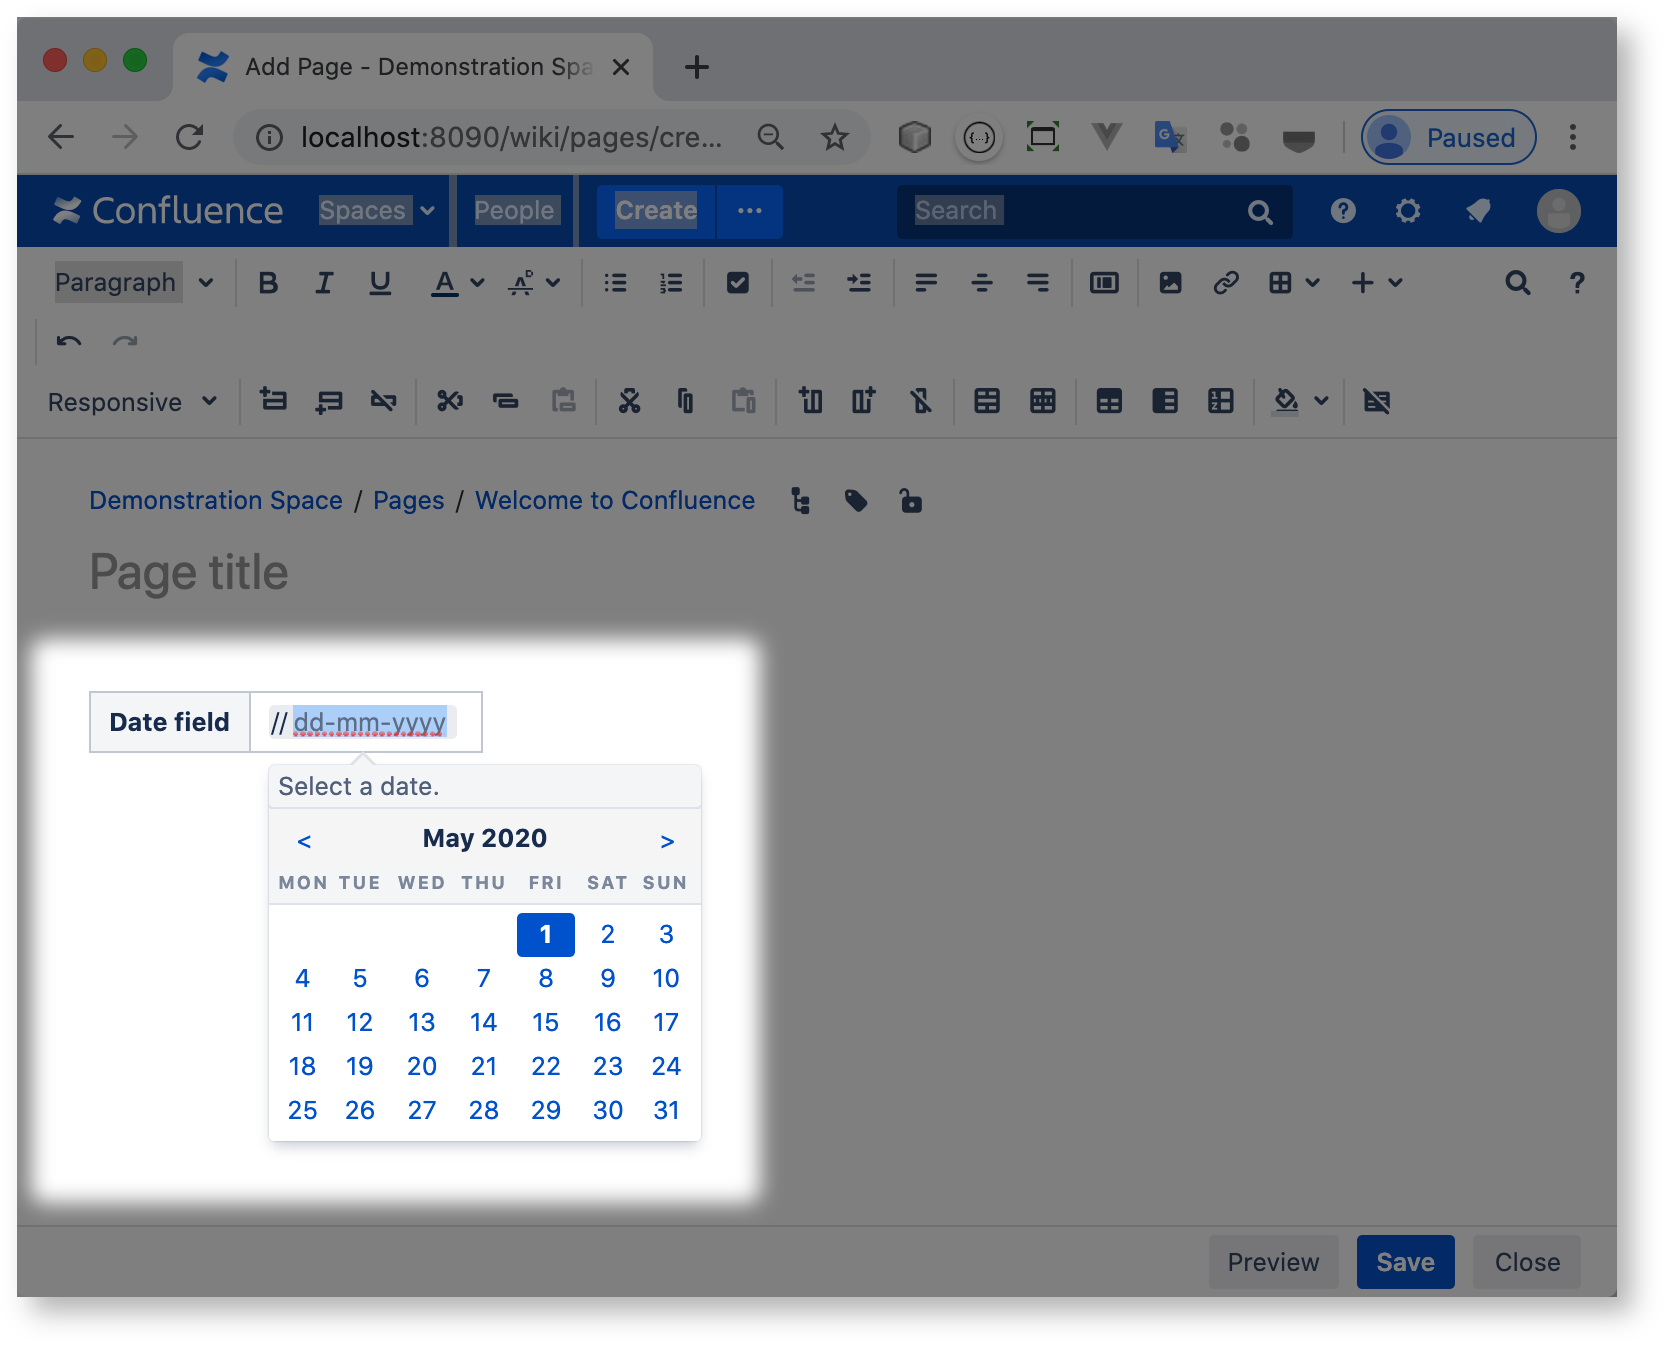 Add Page - Demonstration Spa
localhost:8090/wiki/pages/cre...
Paused
Confluence Spaces People Create Search
Paragraph
Responsive
Demonstration Space / Pages / Welcome to Confluence
Page title
Date field // dd-mm-yyyy
Select a date.
< May 2020 >
MON TUE WED THU FRI SAT SUN
1 2 3
4 5 6 7 8 9 10
11 12 13 14 15 16 17
18 19 20 21 22 23 24
25 26 27 28 29 30 31
Preview Save Close